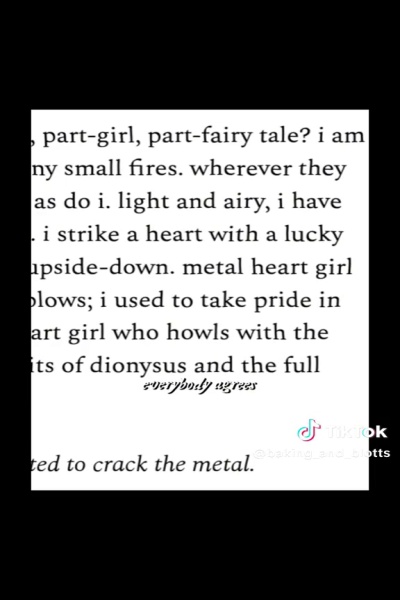 , part-girl, part-fairy tale? i am
ny small fires. wherever they
as do i. light and airy, i have
. i strike a heart with a lucky
upside-down. metal heart girl
blows; i used to take pride in
art girl who howls with the
its of dionysus and the full
everybody agrees
TikTok
@baking_and_blotts
ted to crack the metal.